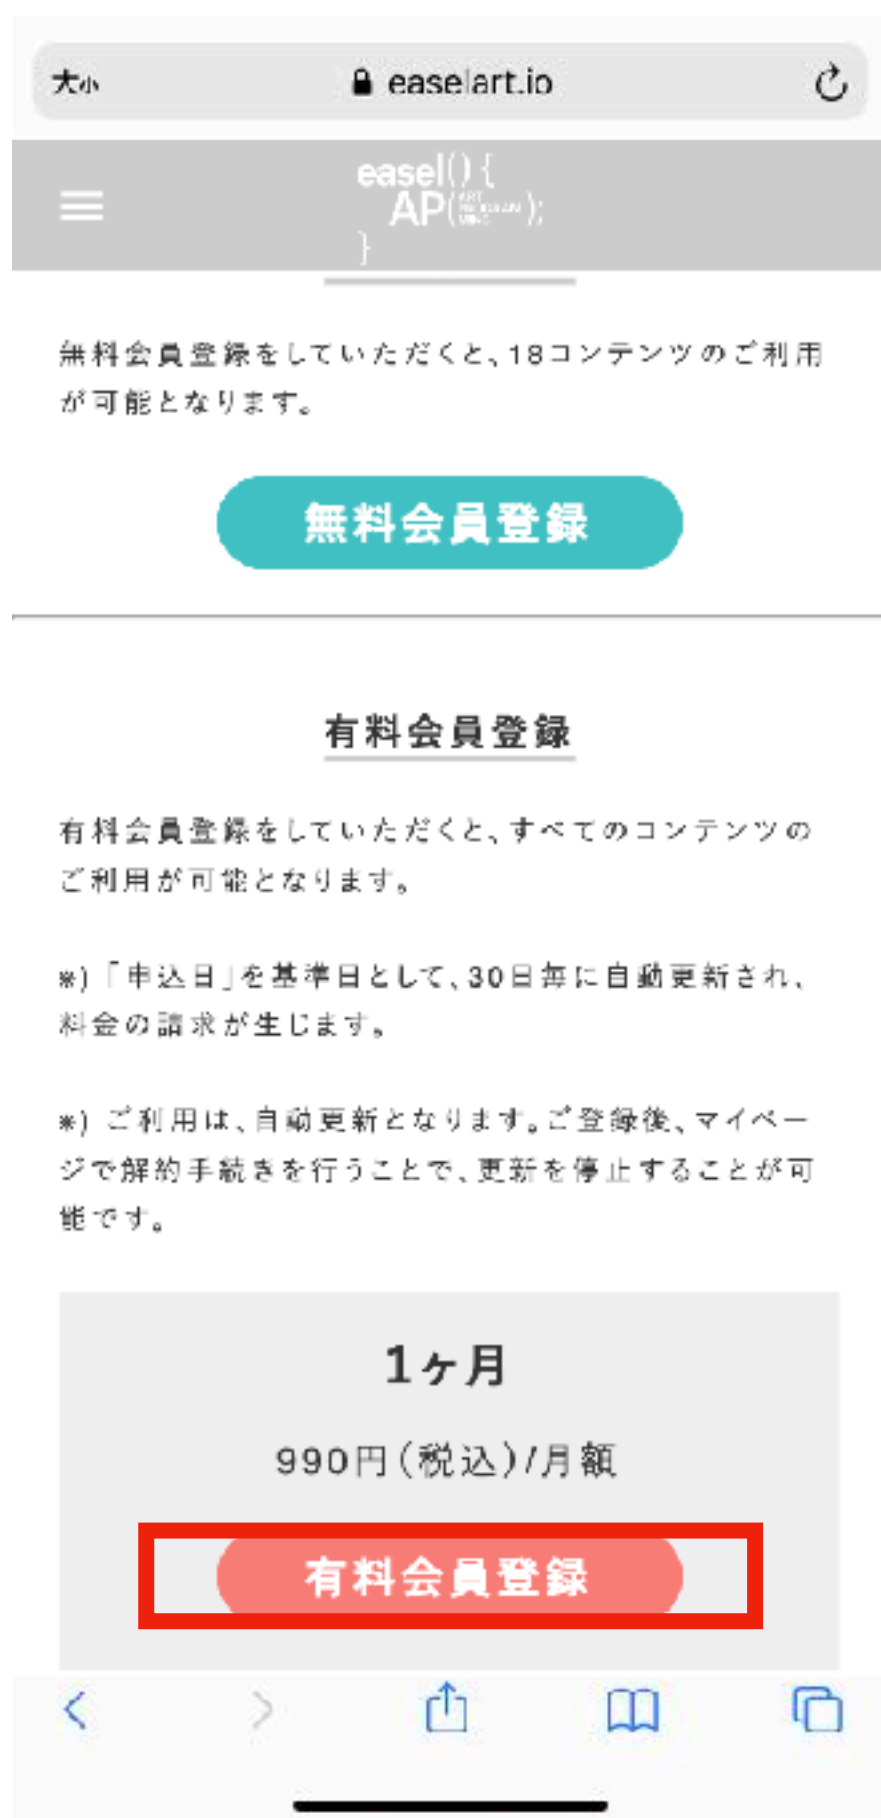 大小 easelart.io
easel() {
AP( );
}
無料会員登録をしていただくと、18コンテンツのご利用
が可能となります。
無料会員登録
有料会員登録
有料会員登録をしていただくと、すべてのコンテンツの
ご利用が可能となります。
※)「申込日」を基準日として、30日毎に自動更新され、
料金の請求が生じます。
※) ご利用は、自動更新となります。ご登録後、マイペー
ジで解約手続きを行うことで、更新を停止することが可
能です。
1ヶ月
990円(税込)/月額
有料会員登録